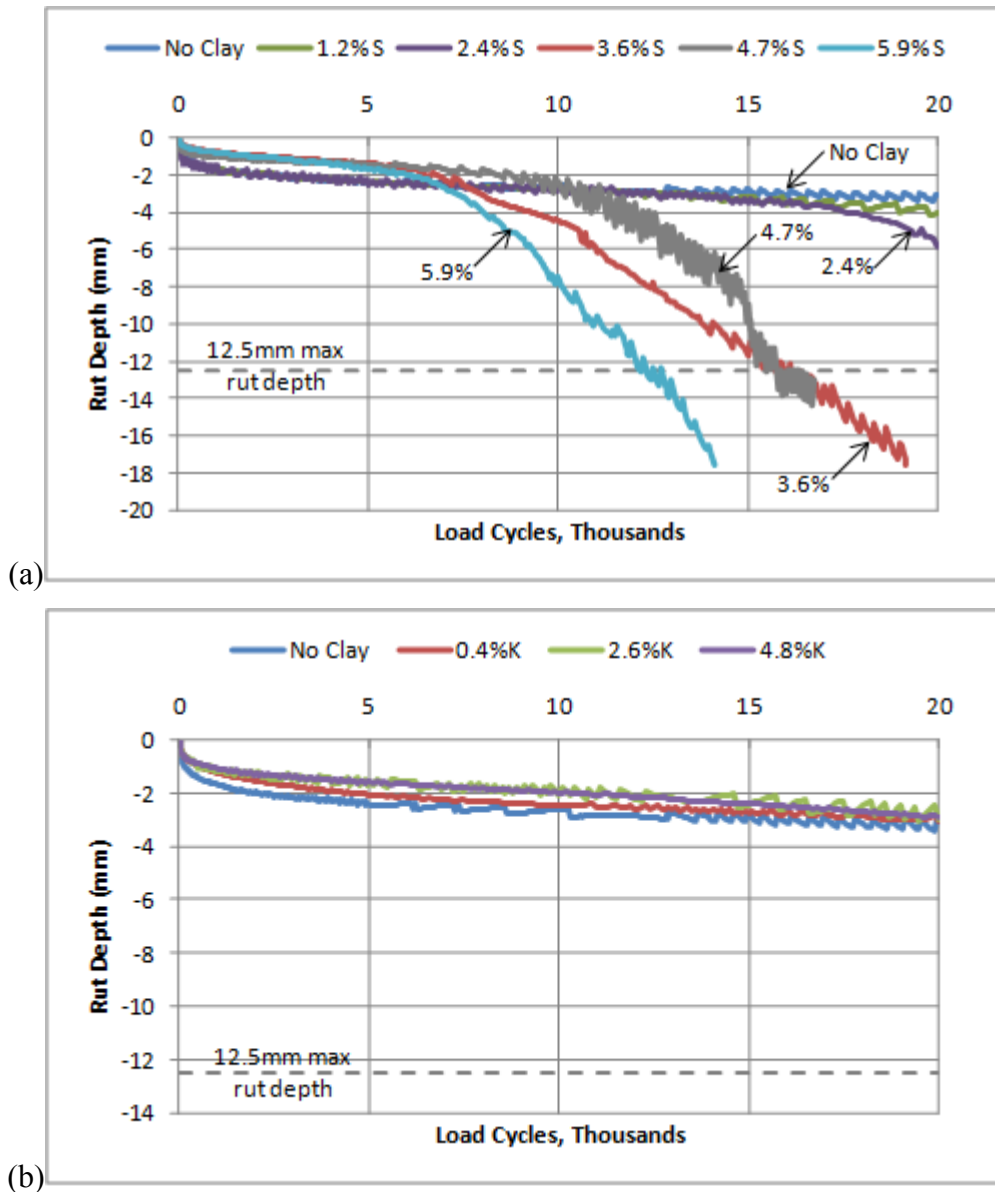 No Clay 1.2% S 2.4% S 3.6% S 4.7% S 5.9% S
0 5 10 15 20
0
No Clay
-2
-4
4.7%
-6
5.9%
2.4%
-8
-10
12.5mm max
-12
rut depth
-14
-16
-18
3.6%
-20
Rut Depth (mm)
Load Cycles, Thousands
(a)
No Clay 0.4%K 2.6%K 4.8%K
0 5 10 15 20
0
-2
-4
-6
-8
-10
12.5mm max
-12
rut depth
-14
Rut Depth (mm)
Load Cycles, Thousands
(b)